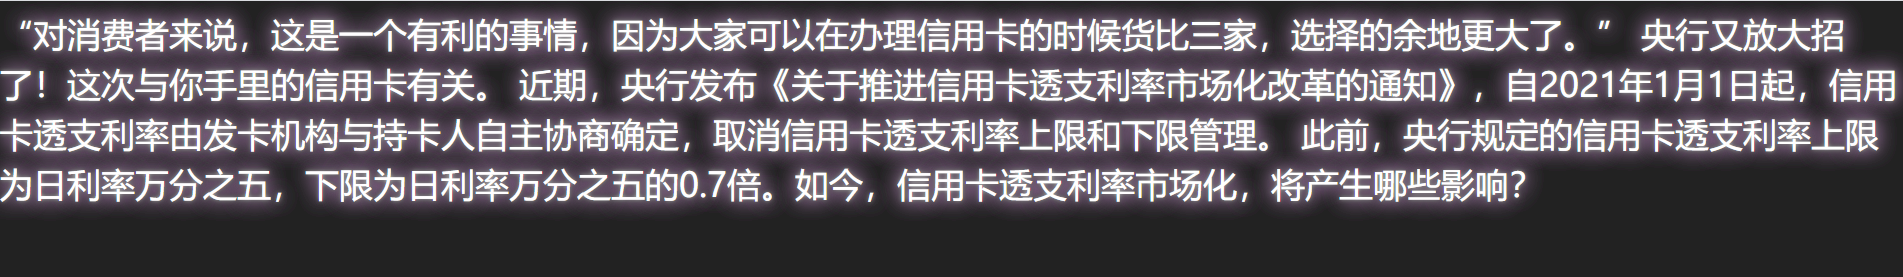 “对消费者来说，这是一个有利的事情，因为大家可以在办理信用卡的时候货比三家，选择的余地更大了。” 央行又放大招
了！这次与你手里的信用卡有关。 近期，央行发布《关于推进信用卡透支利率市场化改革的通知》，自2021年1月1日起，信用
卡透支利率由发卡机构与持卡人自主协商确定，取消信用卡透支利率上限和下限管理。 此前，央行规定的信用卡透支利率上限
为日利率万分之五，下限为日利率万分之五的0.7倍。如今，信用卡透支利率市场化，将产生哪些影响？